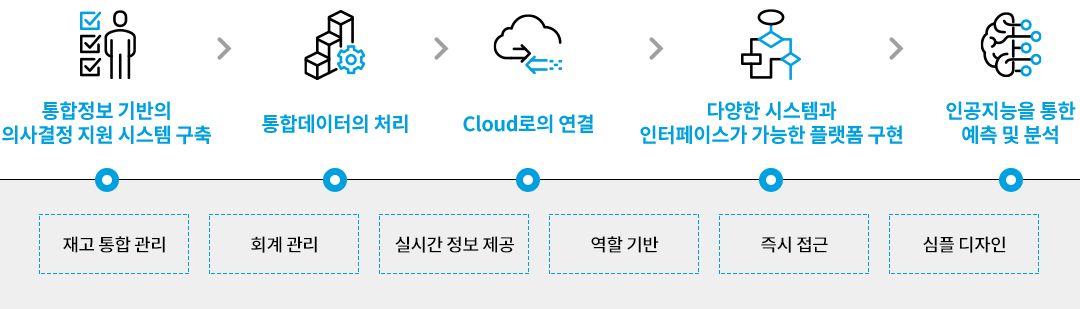 통합정보 기반의
의사결정 지원 시스템 구축
통합데이터의 처리
Cloud로의 연결
다양한 시스템과
인터페이스가 가능한 플랫폼 구현
인공지능을 통한
예측 및 분석
재고 통합 관리
회계 관리
실시간 정보 제공
역할 기반
즉시 접근
심플 디자인